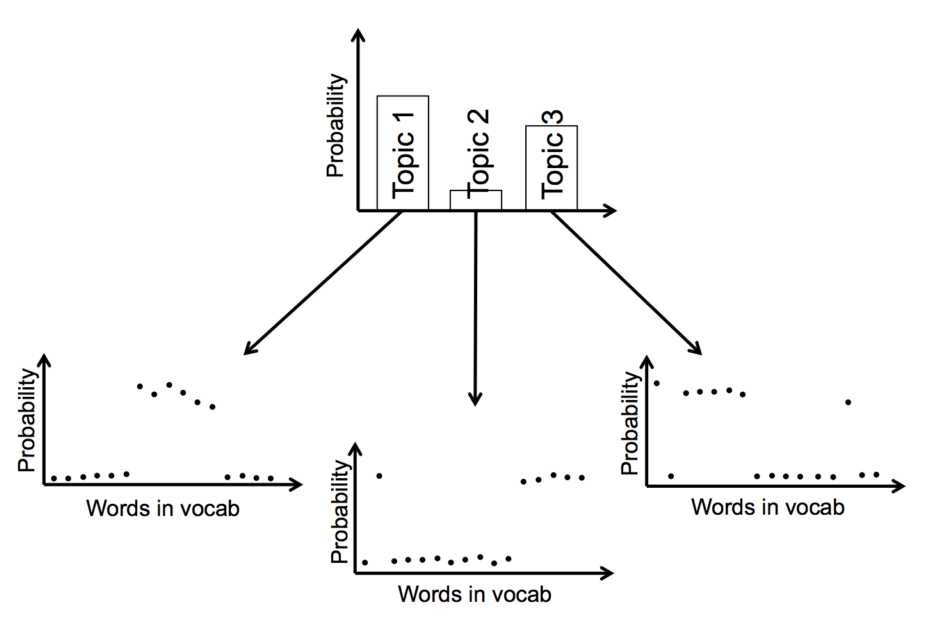 Probability
Topic 1
Topic 2
Topic 3
Probability
Words in vocab
Probability
Words in vocab
Probability
Words in vocab